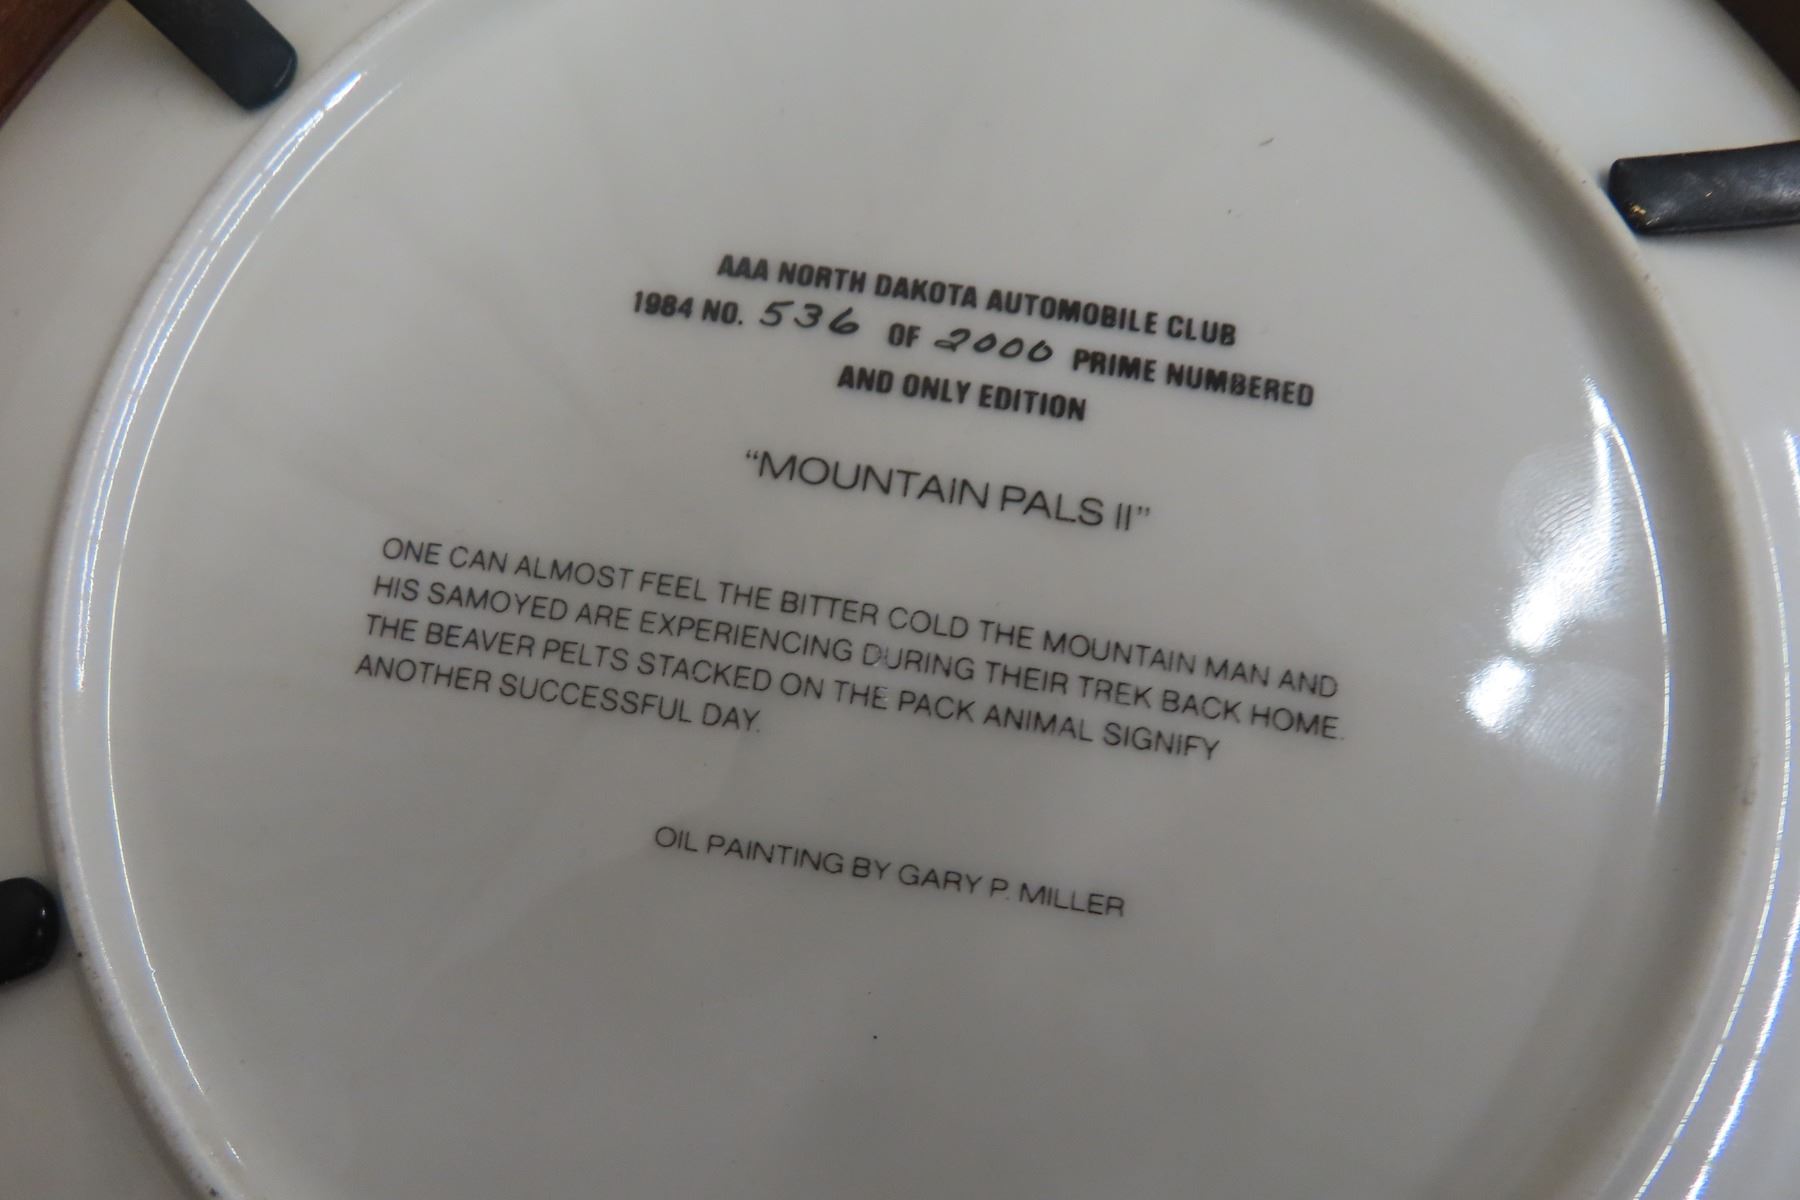 AAA NORTH DAKOTA AUTOMOBILE CLUB
1984 NO. 536 OF 2000 PRIME NUMBERED
AND ONLY EDITION
“MOUNTAIN PALS II”
ONE CAN ALMOST FEEL THE BITTER COLD THE MOUNTAIN MAN AND
HIS SAMOYED ARE EXPERIENCING DURING THEIR TREK BACK HOME.
THE BEAVER PELTS STACKED ON THE PACK ANIMAL SIGNIFY
ANOTHER SUCCESSFUL DAY.
OIL PAINTING BY GARY P. MILLER